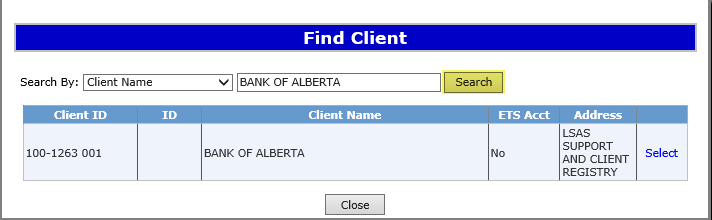 Find Client
Search By: Client Name BANK OF ALBERTA Search
Client ID ID Client Name ETS Acct Address
100-1263 001 BANK OF ALBERTA No LSAS SUPPORT AND CLIENT REGISTRY Select
Close